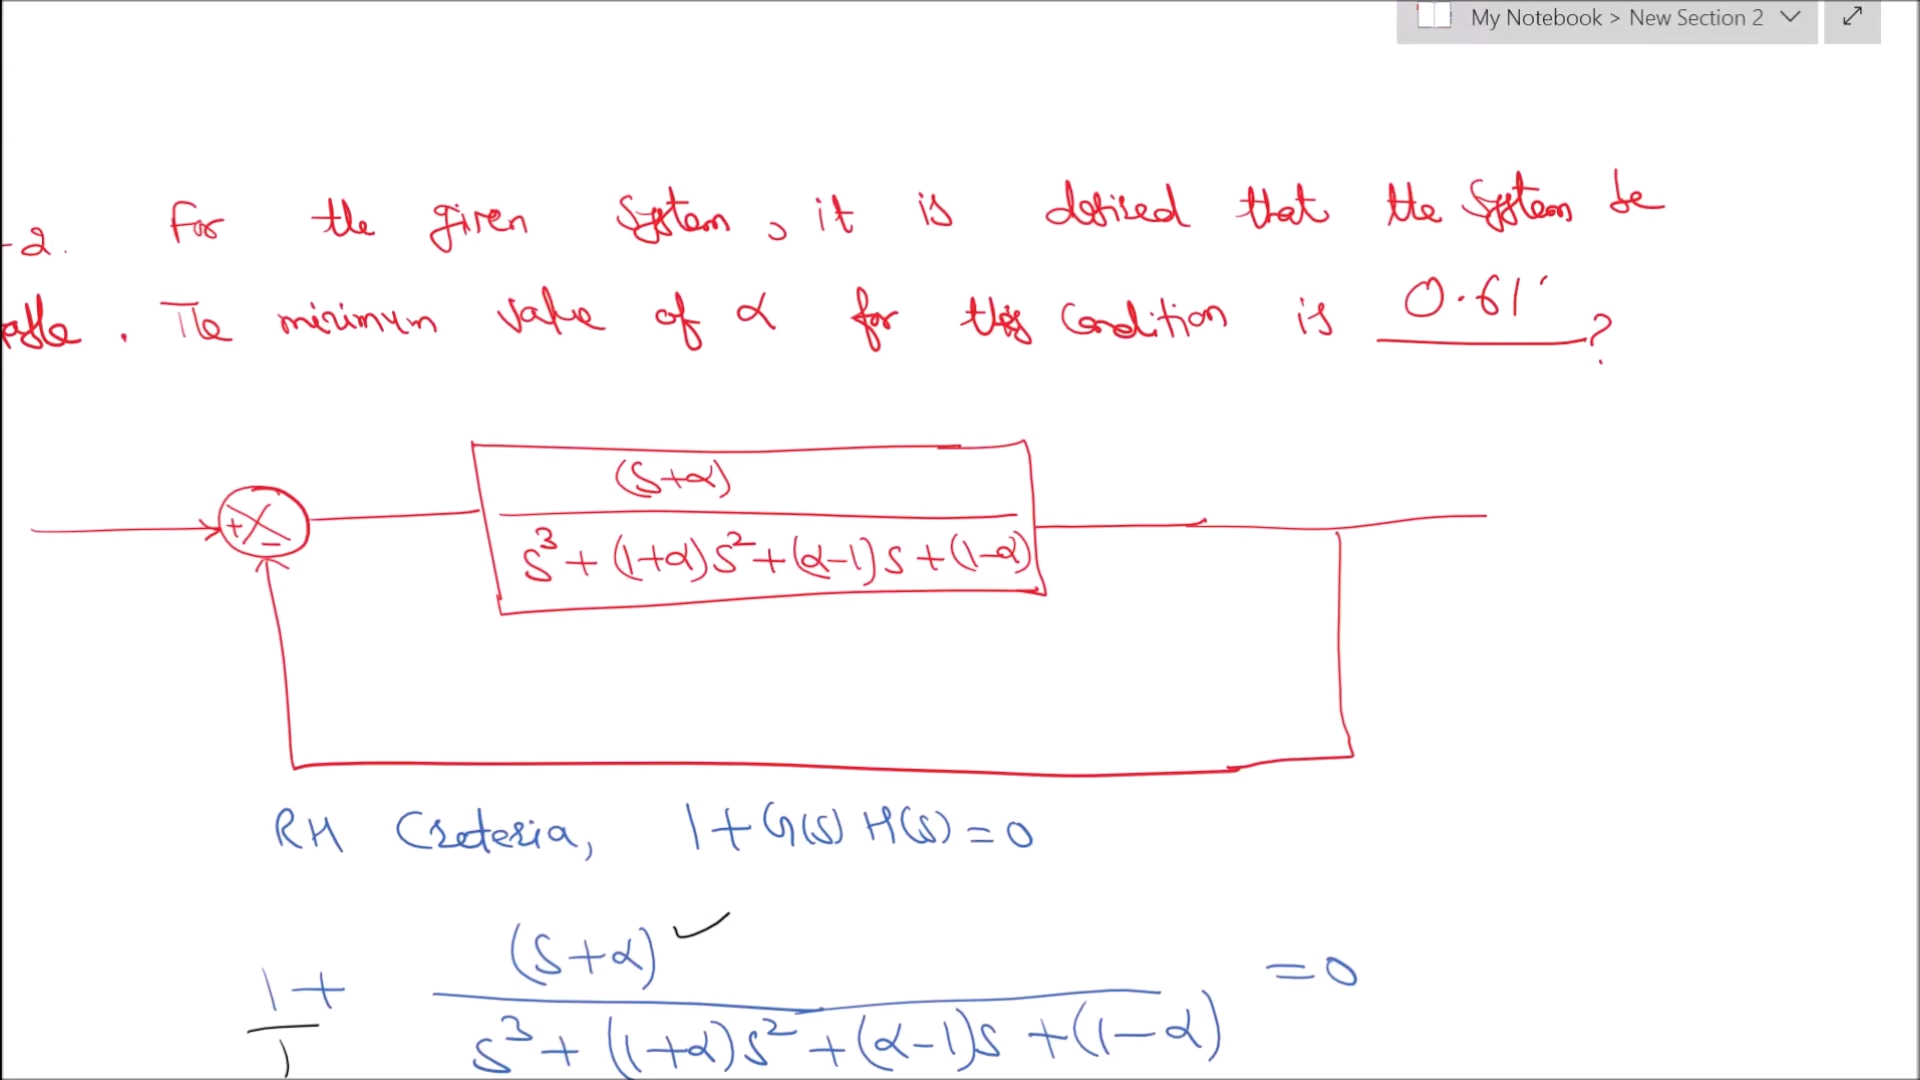 My Notebook > New Section 2
-2. For the given system, it is desired that the system be
The minimum value of α for this condition is 0.61 ?
(s+α)
s³ + (1+α)s² + (α-1)s + (1-α)
+
-
RH Creteria, 1+G(s) H(s) = 0
(s+α) ✓
1+ = 0
1 s³ + (1+α)s² + (α-1)s + (1-α)